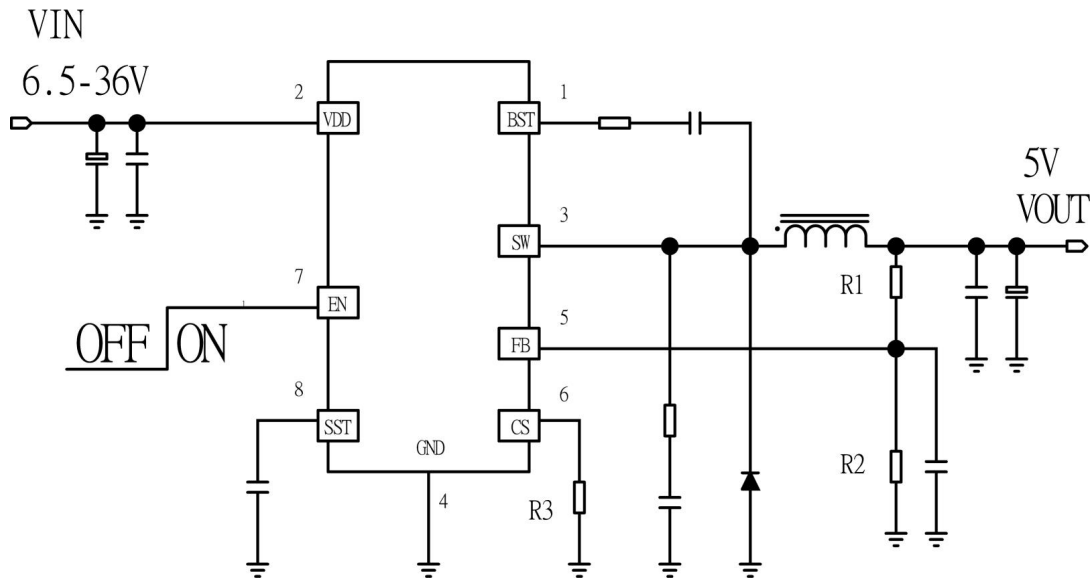 VIN
6.5-36V
2
VDD
BST
1
5V
VOUT
3
SW
7
EN
R1
OFF
ON
5
FB
8
SST
6
CS
GND
4
R3
R2